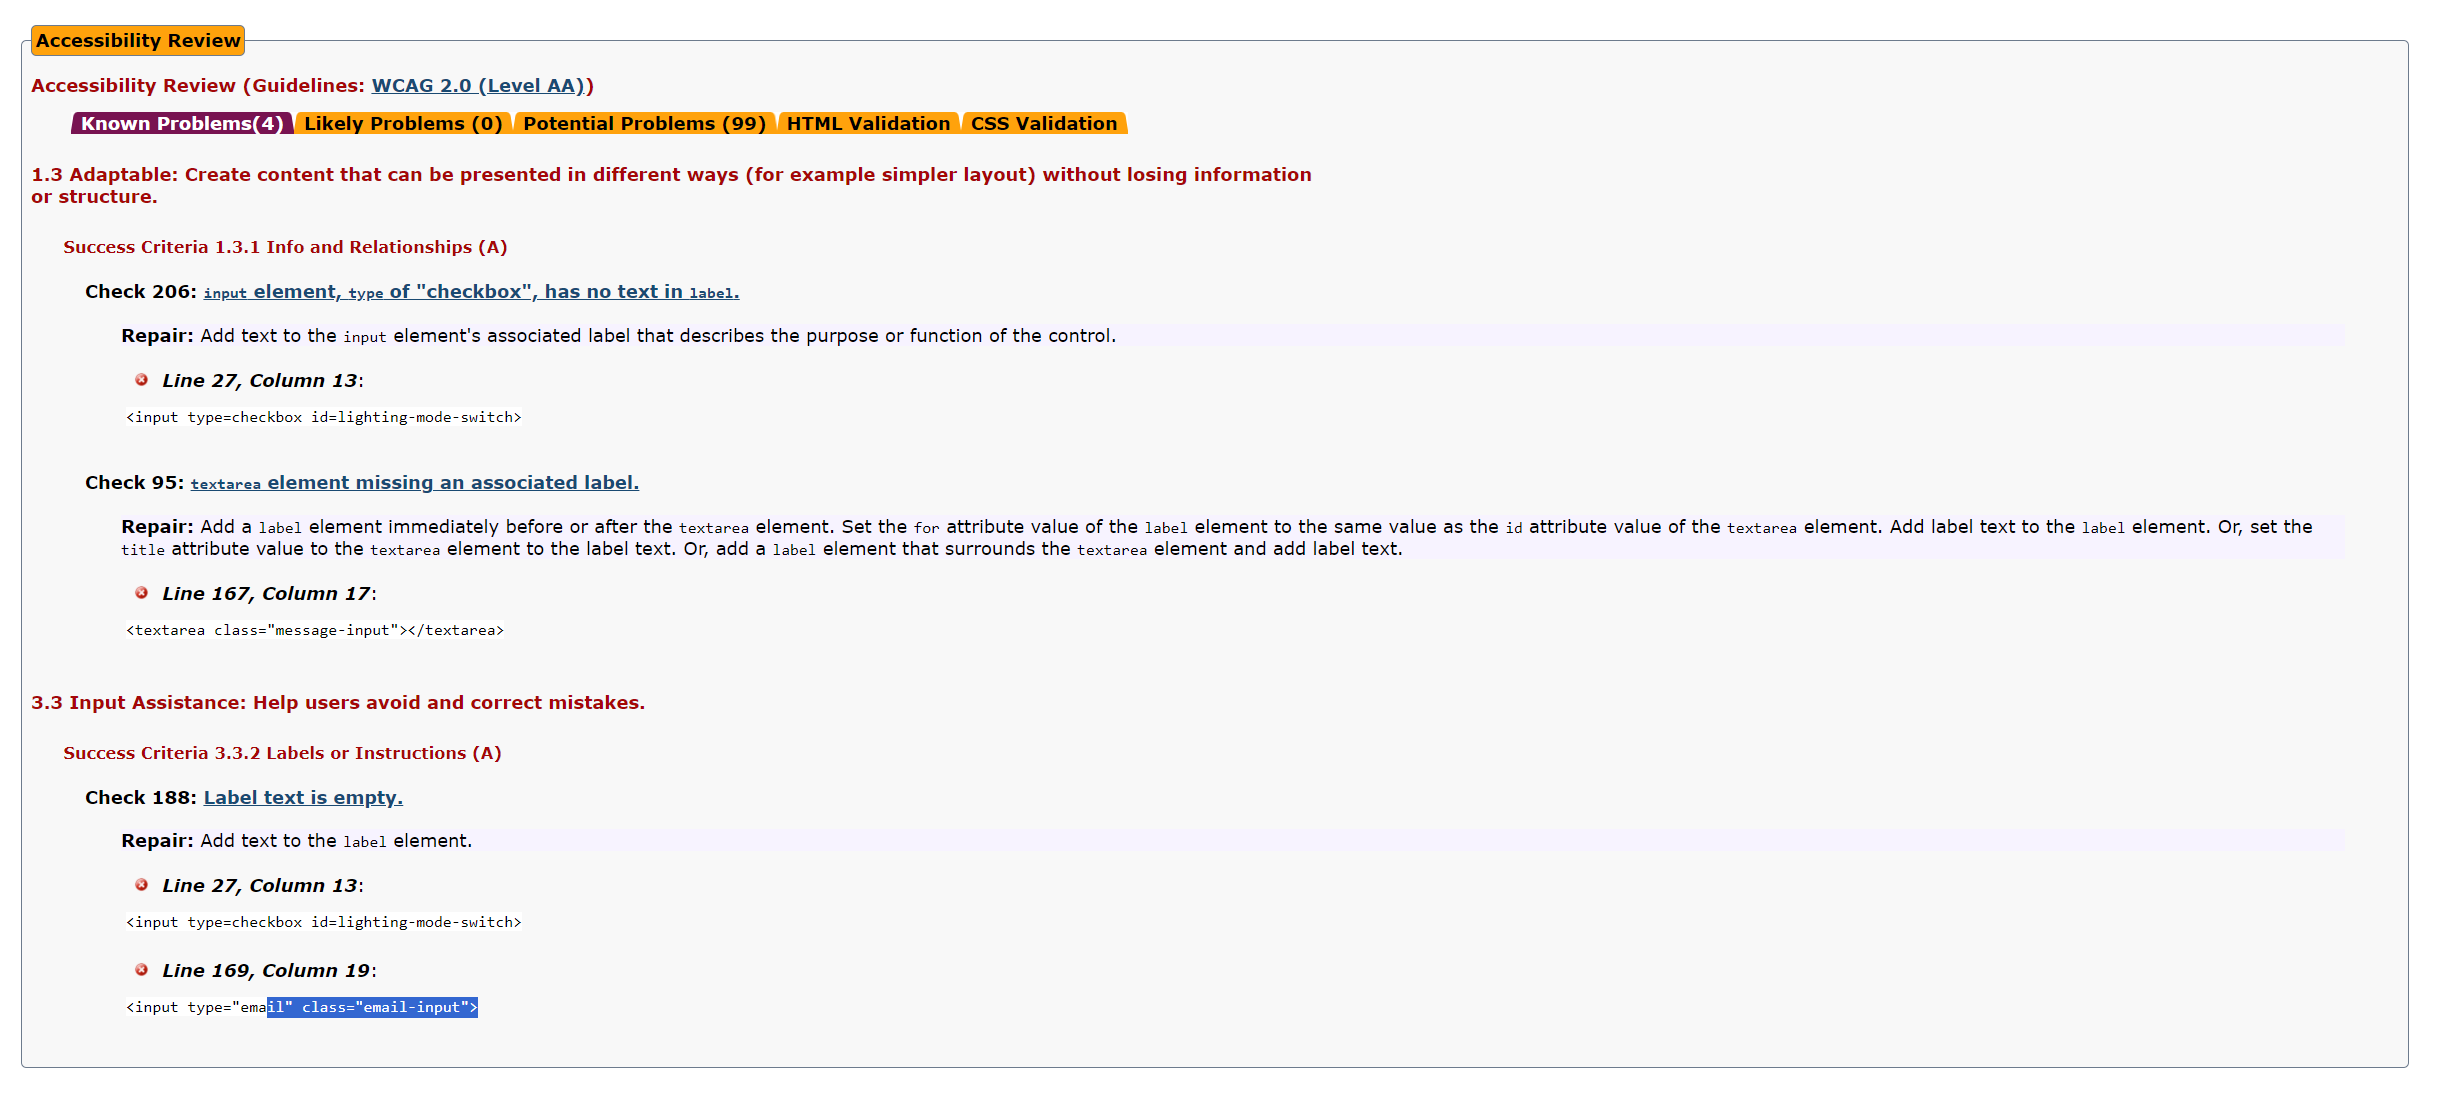 Accessibility Review
Accessibility Review (Guidelines: WCAG 2.0 (Level AA))
Known Problems(4) Likely Problems (0) Potential Problems (99) HTML Validation CSS Validation
1.3 Adaptable: Create content that can be presented in different ways (for example simpler layout) without losing information
or structure.
Success Criteria 1.3.1 Info and Relationships (A)
Check 206: input element, type of "checkbox", has no text in label.
Repair: Add text to the input element's associated label that describes the purpose or function of the control.
Line 27, Column 13:
<input type=checkbox id=lighting-mode-switch>
Check 95: textarea element missing an associated label.
Repair: Add a label element immediately before or after the textarea element. Set the for attribute value of the label element to the same value as the id attribute value of the textarea element. Add label text to the label element. Or, set the
title attribute value to the textarea element to the label text. Or, add a label element that surrounds the textarea element and add label text.
Line 167, Column 17:
<textarea class="message-input"></textarea>
3.3 Input Assistance: Help users avoid and correct mistakes.
Success Criteria 3.3.2 Labels or Instructions (A)
Check 188: Label text is empty.
Repair: Add text to the label element.
Line 27, Column 13:
<input type=checkbox id=lighting-mode-switch>
Line 169, Column 19:
<input type="email" class="email-input">